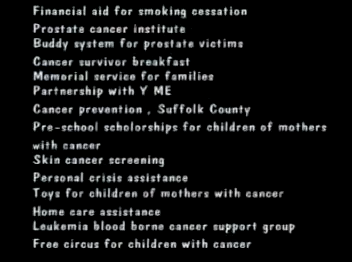 Financial aid for smoking cessation
Prostate cancer institute
Buddy system for prostate victims
Cancer survivor breakfast
Memorial service for families
Partnership with Y ME
Cancer prevention , Suffolk County
Pre-school scholorships for children of mothers
with cancer
Skin cancer screening
Personal crisis assistance
Toys for children of mothers with cancer
Home care assistance
Leukemia blood borne cancer support group
Free circus for children with cancer